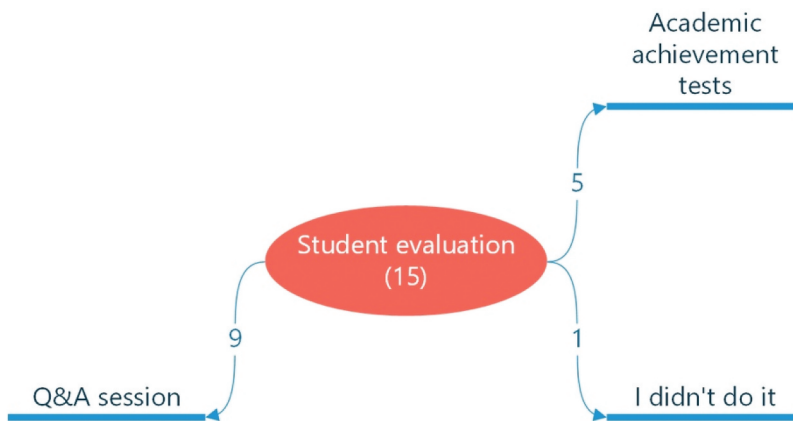 Academic
achievement
tests
5
Student evaluation
(15)
9
1
Q&A session
I didn't do it